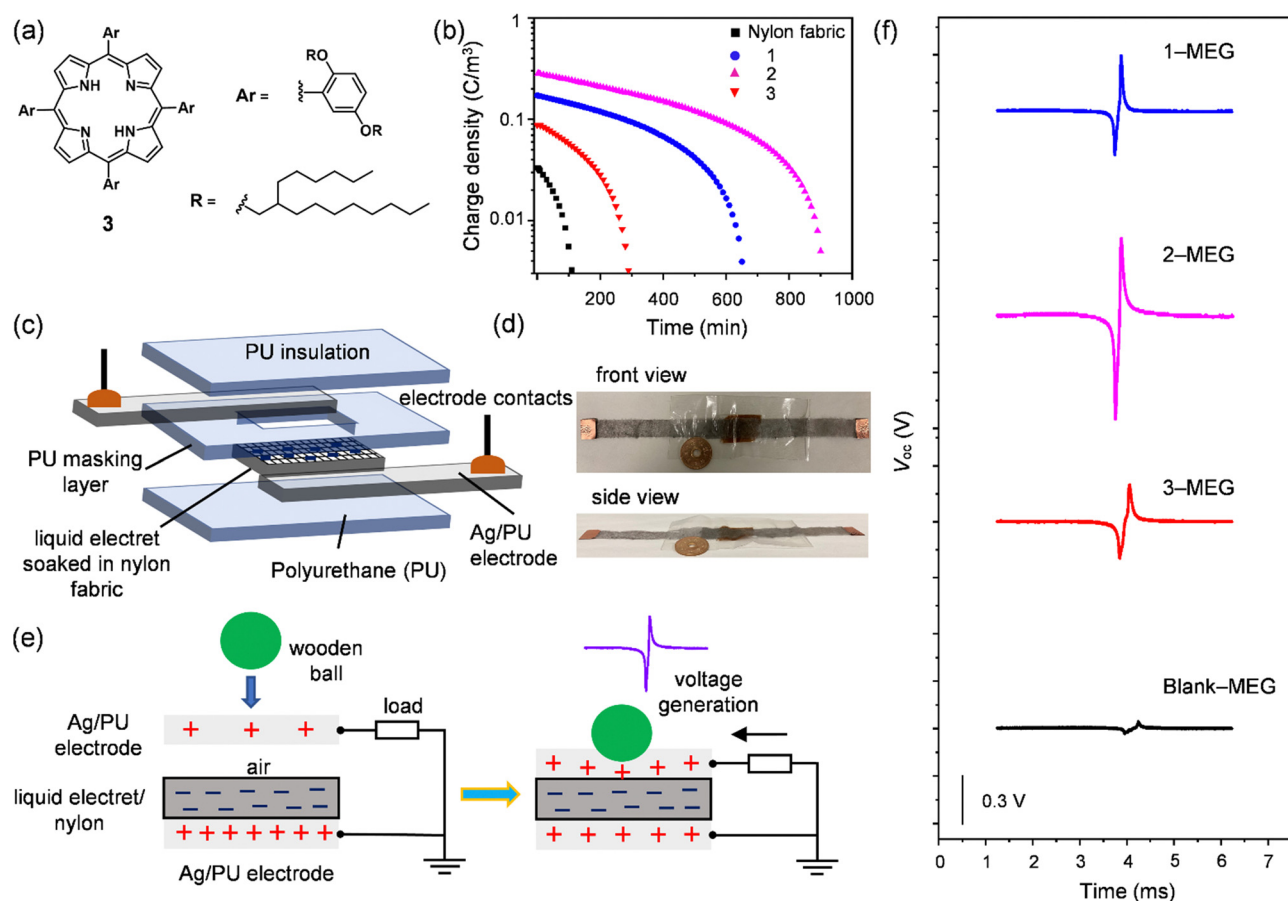 (a)
Ar
Ar
Ar
Ar
NH
N
N
HN
3
Ar =
RO
OR
R =
(b)
Charge density (C/m³)
1
0.1
0.01
Nylon fabric
1
2
3
200
400
600
800
1000
Time (min)
(c)
PU insulation
electrode contacts
PU masking
layer
liquid electret
soaked in nylon
fabric
Polyurethane (PU)
Ag/PU
electrode
(d)
front view
side view
(e)
wooden
ball
Ag/PU
electrode
load
air
liquid electret/
nylon
Ag/PU electrode
voltage
generation
(f)
Voc (V)
1–MEG
2–MEG
3–MEG
Blank–MEG
0.3 V
0
1
2
3
4
5
6
7
Time (ms)